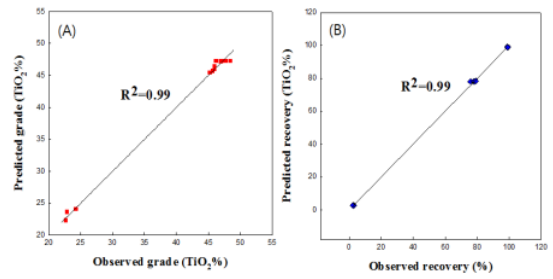 (A)
R²=0.99
Predicted grade (TiO₂%)
55
50
45
40
35
30
25
20
20 25 30 35 40 45 50 55
Observed grade (TiO₂%)
(B)
R²=0.99
Predicted recovery (TiO₂%)
120
100
80
60
40
20
0
0 20 40 60 80 100 120
Observed recovery (%)